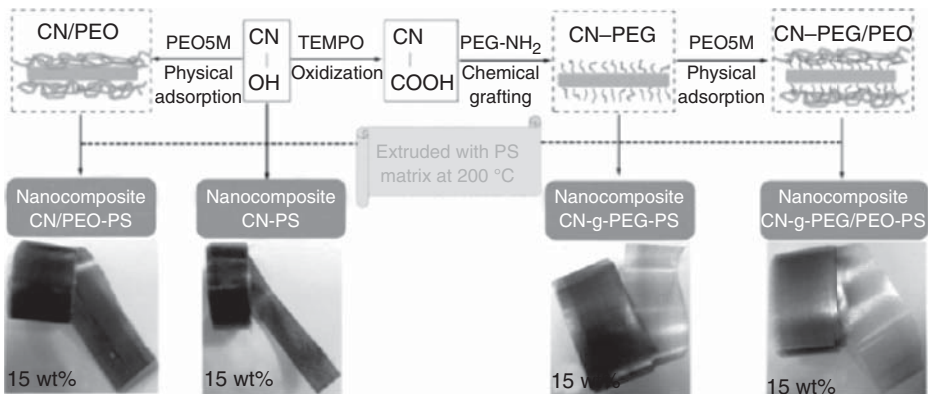 CN/PEO
PEO5M
Physical
adsorption
CN
OH
TEMPO
Oxidization
CN
COOH
PEG-NH₂
Chemical
grafting
CN–PEG
PEO5M
Physical
adsorption
CN–PEG/PEO
Extruded with PS
matrix at 200 °C
Nanocomposite
CN/PEO-PS
Nanocomposite
CN-PS
Nanocomposite
CN-g-PEG-PS
Nanocomposite
CN-g-PEG/PEO-PS
15 wt%
15 wt%
15 wt%
15 wt%